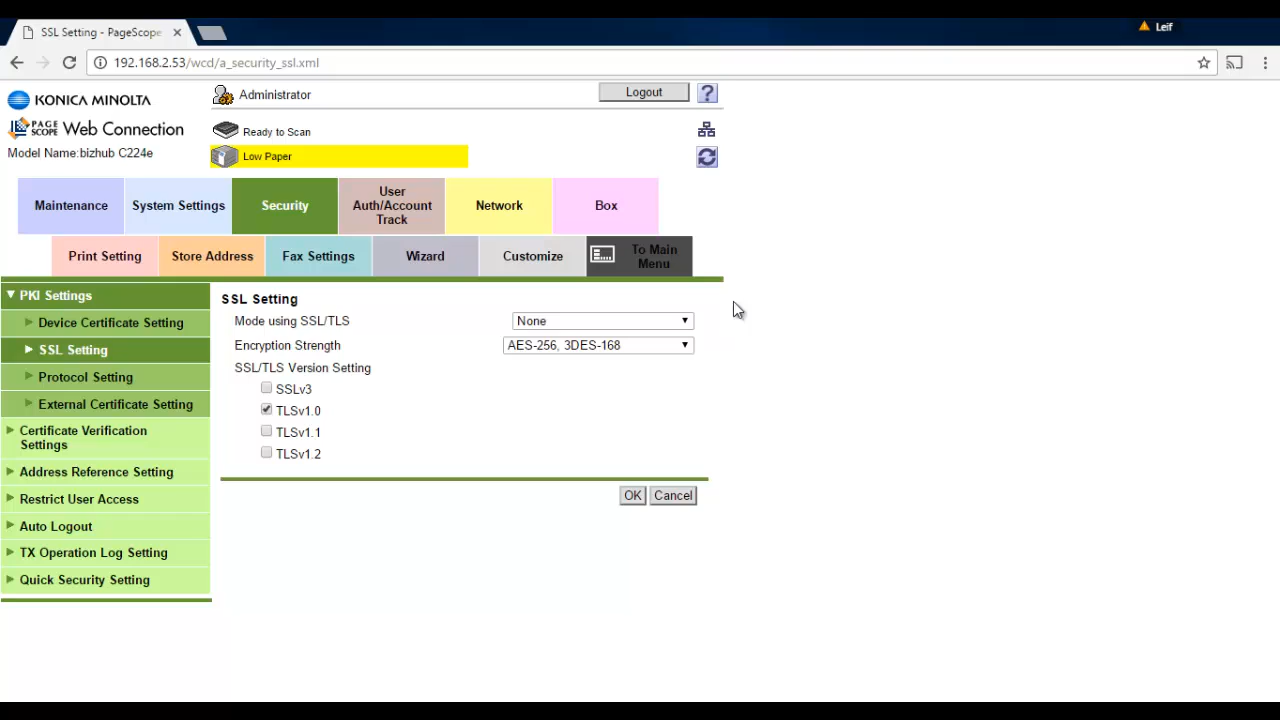 SSL Setting - PageScope
Leif
192.168.2.53/wcd/a_security_ssl.xml
KONICA MINOLTA
Administrator
Logout
?
PAGE SCOPE Web Connection
Ready to Scan
Model Name:bizhub C224e
Low Paper
Maintenance
System Settings
Security
User
Auth/Account
Track
Network
Box
Print Setting
Store Address
Fax Settings
Wizard
Customize
To Main
Menu
PKI Settings
Device Certificate Setting
SSL Setting
Protocol Setting
External Certificate Setting
Certificate Verification
Settings
Address Reference Setting
Restrict User Access
Auto Logout
TX Operation Log Setting
Quick Security Setting
SSL Setting
Mode using SSL/TLS
None
Encryption Strength
AES-256, 3DES-168
SSL/TLS Version Setting
SSLv3
TLSv1.0
TLSv1.1
TLSv1.2
OK
Cancel